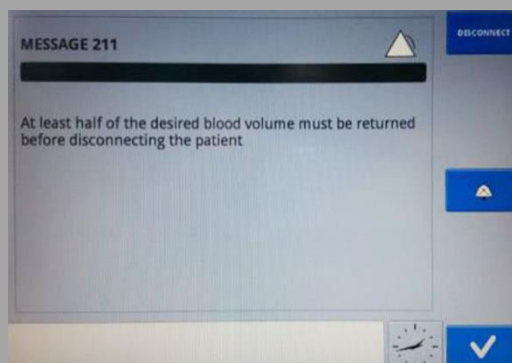 MESSAGE 211
DISCONNECT
At least half of the desired blood volume must be returned
before disconnecting the patient